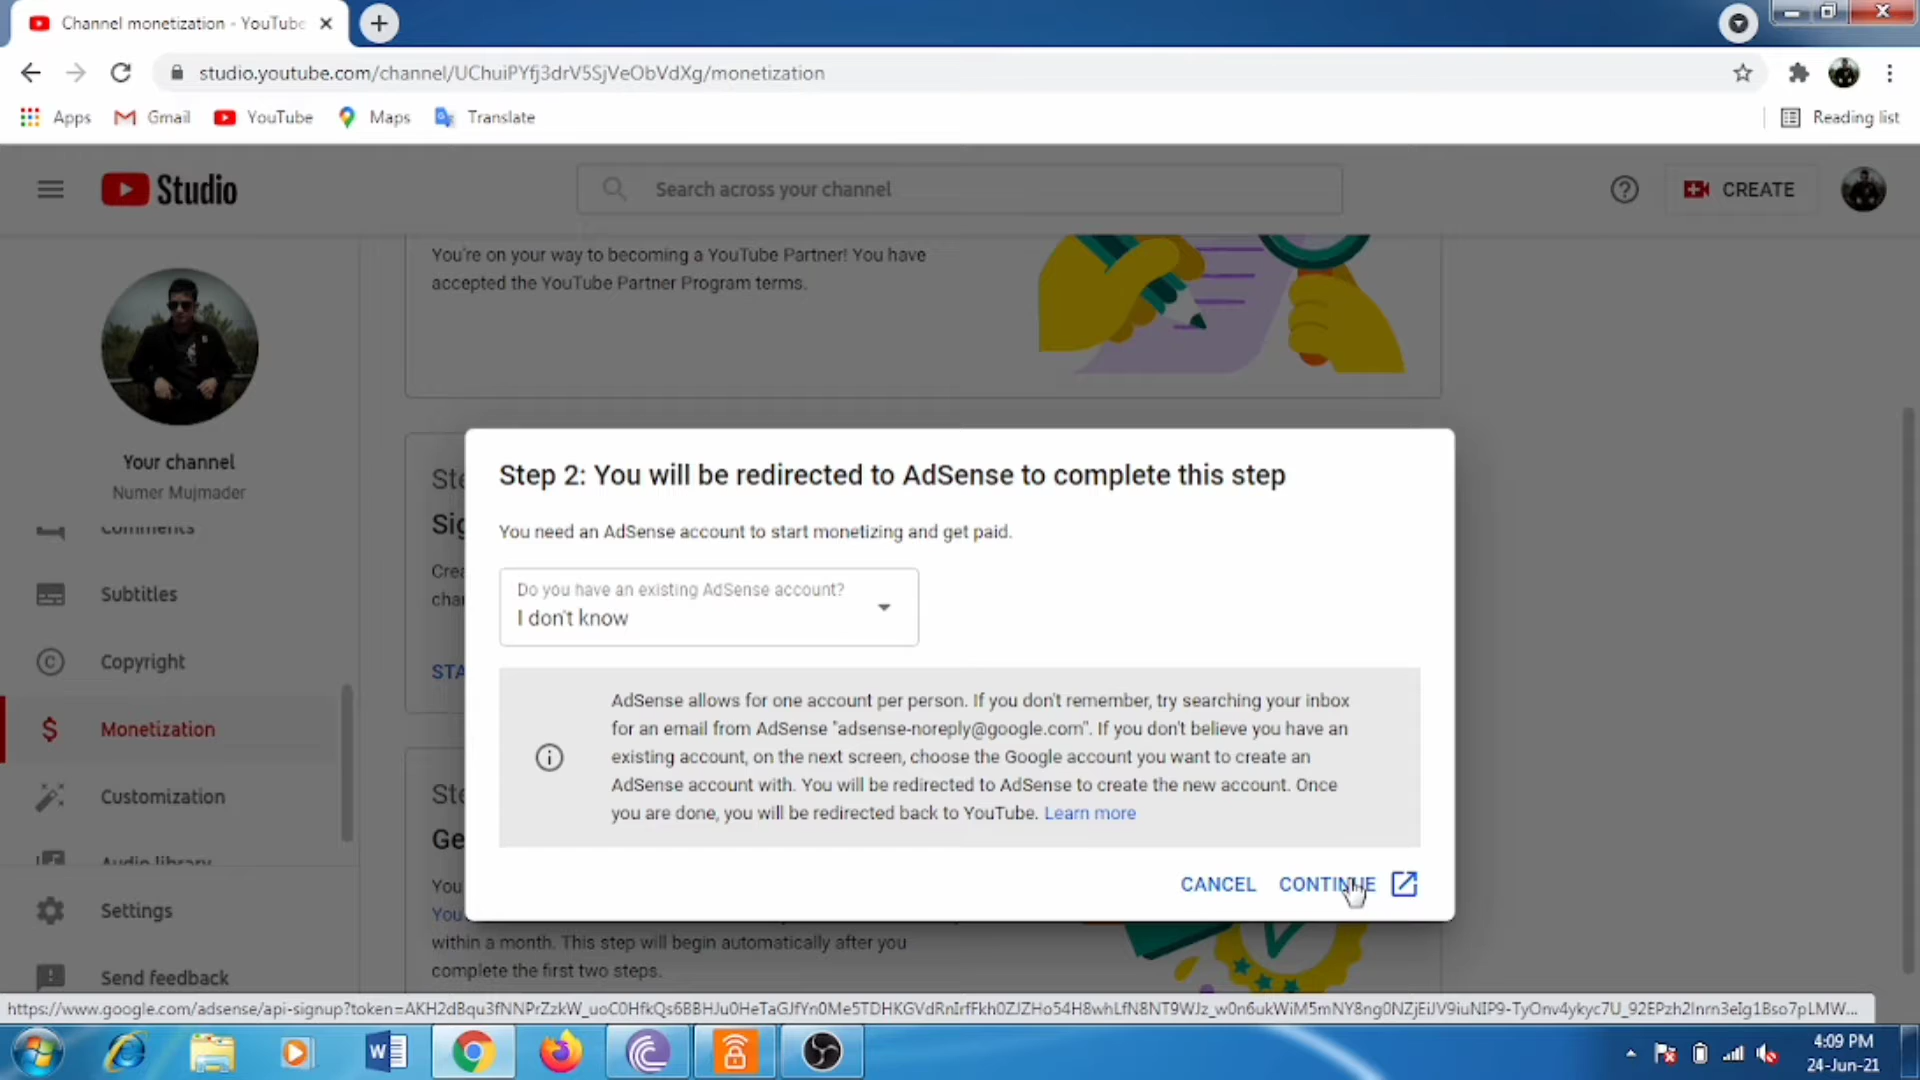 Channel monetization - YouTube
studio.youtube.com/channel/UChuiPYfj3drV5SjVeObVdXg/monetization
Apps Gmail YouTube Maps Translate Reading list
Studio
Search across your channel
CREATE
You're on your way to becoming a YouTube Partner! You have
accepted the YouTube Partner Program terms.
Your channel
Numer Mujmader
Comments
Subtitles
Copyright
Monetization
Customization
Audio library
Settings
Send feedback
Step 2: You will be redirected to AdSense to complete this step
You need an AdSense account to start monetizing and get paid.
Do you have an existing AdSense account?
I don't know
AdSense allows for one account per person. If you don't remember, try searching your inbox
for an email from AdSense "adsense-noreply@google.com". If you don't believe you have an
existing account, on the next screen, choose the Google account you want to create an
AdSense account with. You will be redirected to AdSense to create the new account. Once
you are done, you will be redirected back to YouTube. Learn more
CANCEL CONTINUE
within a month. This step will begin automatically after you
complete the first two steps.
4:09 PM
24-Jun-21